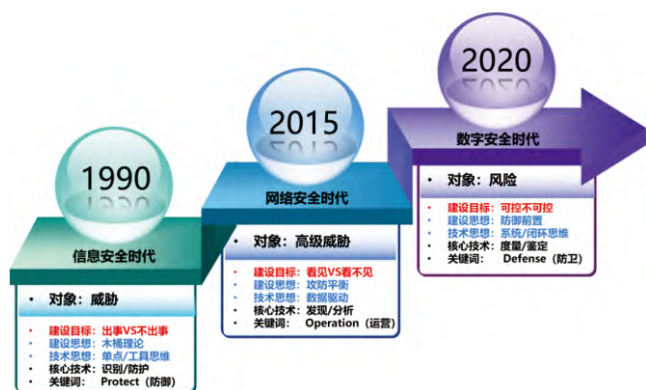 1990
信息安全时代
对象：威胁
建设目标：出事VS不出事
建设思想：木桶理论
技术思想：单点/工具思维
核心技术：识别/防护
关键词： Protect（防御）
2015
网络安全时代
对象：高级威胁
建设目标：看见VS看不见
建设思想：攻防平衡
技术思想：数据驱动
核心技术：发现/分析
关键词：Operation（运营）
2020
数字安全时代
对象：风险
建设目标：可控不可控
建设思想：防御前置
技术思想：系统/闭环思维
核心技术：度量/鉴定
关键词： Defense（防卫）